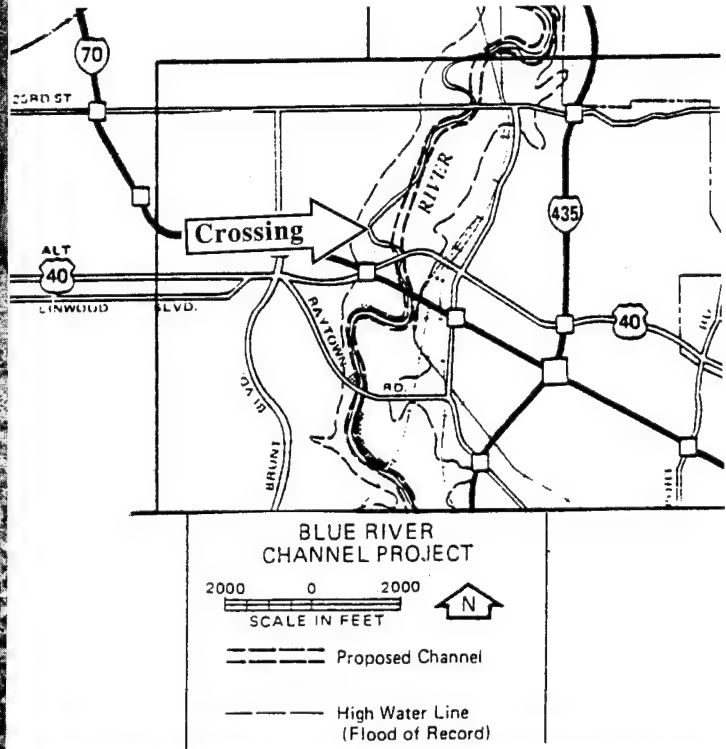 70
23RD ST
RIVER
435
Crossing
ALT
40
LINWOOD BLVD.
40
RAYTOWN
RD.
BLVD
BRUNT
BLUE RIVER
CHANNEL PROJECT
2000 0 2000
SCALE IN FEET
N
Proposed Channel
High Water Line
(Flood of Record)